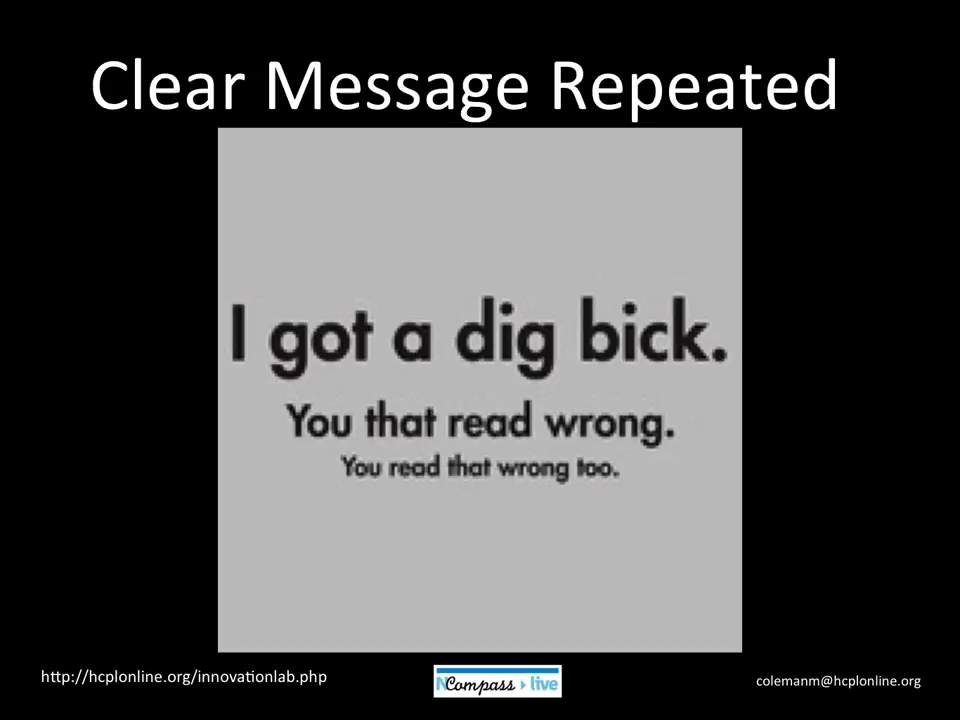 Clear Message Repeated
I got a dig bick.
You that read wrong.
You read that wrong too.
http://hcplonline.org/innovationlab.php
NCompass live
colemanm@hcplonline.org